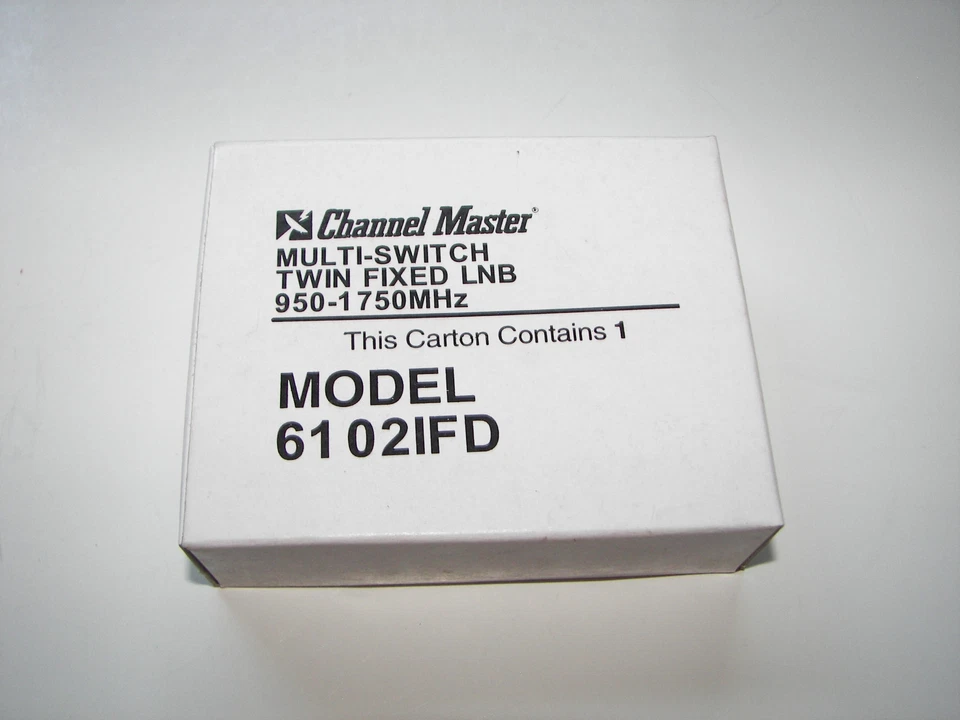 Channel Master®
MULTI-SWITCH
TWIN FIXED LNB
950-1750MHz
This Carton Contains 1
MODEL
6102IFD